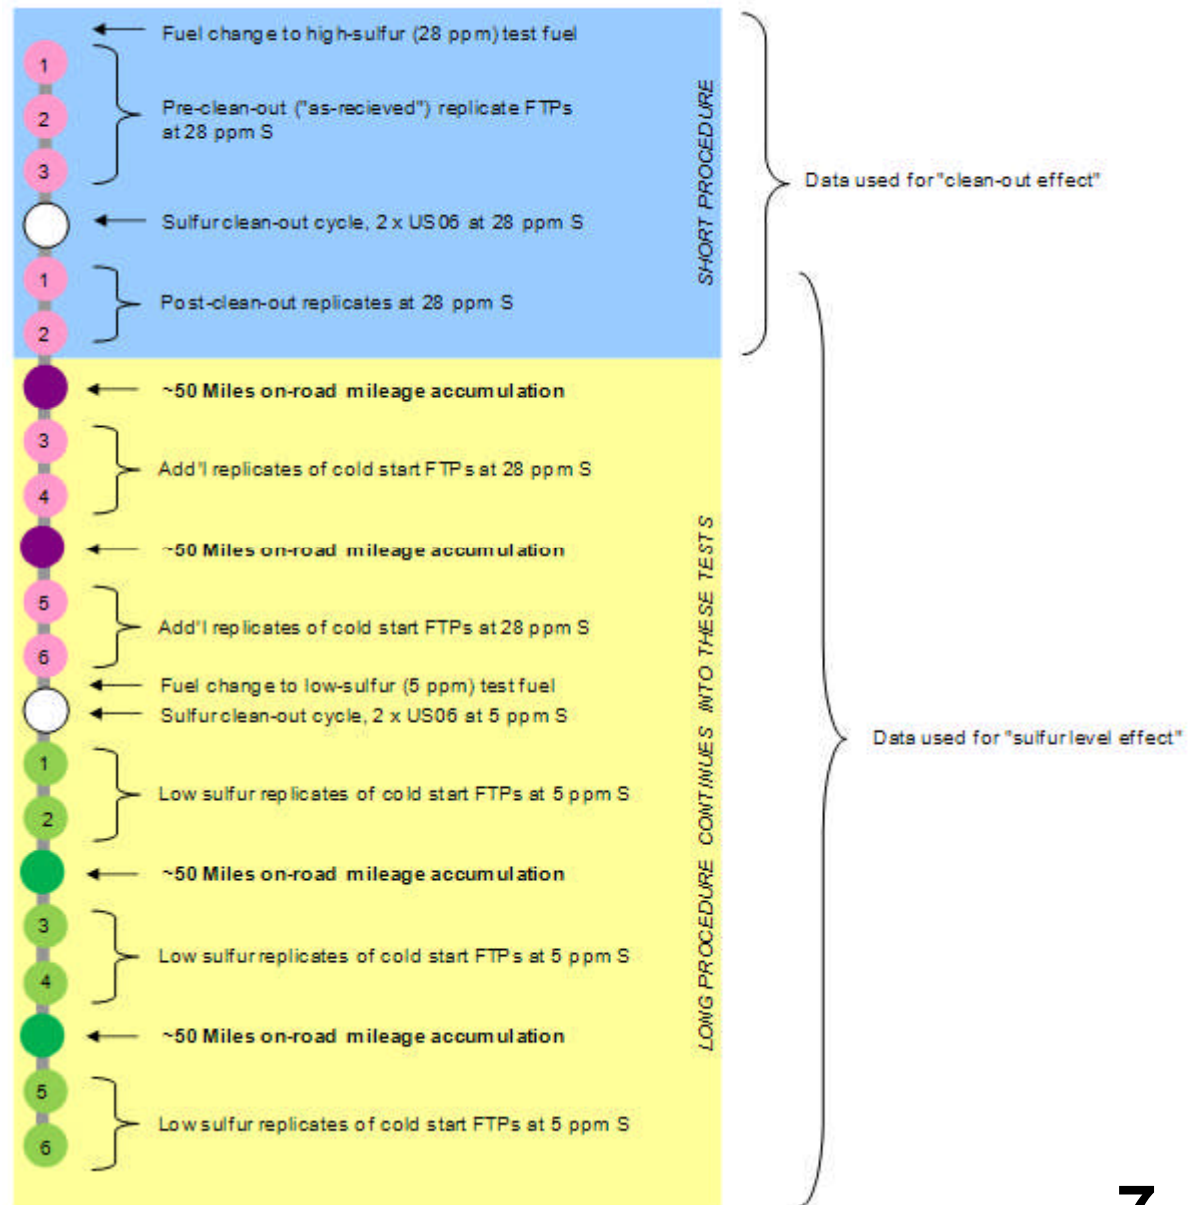 Fuel change to high-sulfur (28 ppm) test fuel
1
2
3
Pre-clean-out ("as-recieved") replicate FTPs
at 28 ppm S
Sulfur clean-out cycle, 2 x US06 at 28 ppm S
1
2
Post-clean-out replicates at 28 ppm S
SHORT PROCEDURE
Data used for "clean-out effect"
~50 Miles on-road mileage accumulation
3
4
Add'l replicates of cold start FTPs at 28 ppm S
~50 Miles on-road mileage accumulation
5
6
Add'l replicates of cold start FTPs at 28 ppm S
Fuel change to low-sulfur (5 ppm) test fuel
Sulfur clean-out cycle, 2 x US06 at 5 ppm S
1
2
Low sulfur replicates of cold start FTPs at 5 ppm S
~50 Miles on-road mileage accumulation
3
4
Low sulfur replicates of cold start FTPs at 5 ppm S
~50 Miles on-road mileage accumulation
5
6
Low sulfur replicates of cold start FTPs at 5 ppm S
LONG PROCEDURE CONTINUES INTO THESE TESTS
Data used for "sulfur level effect"